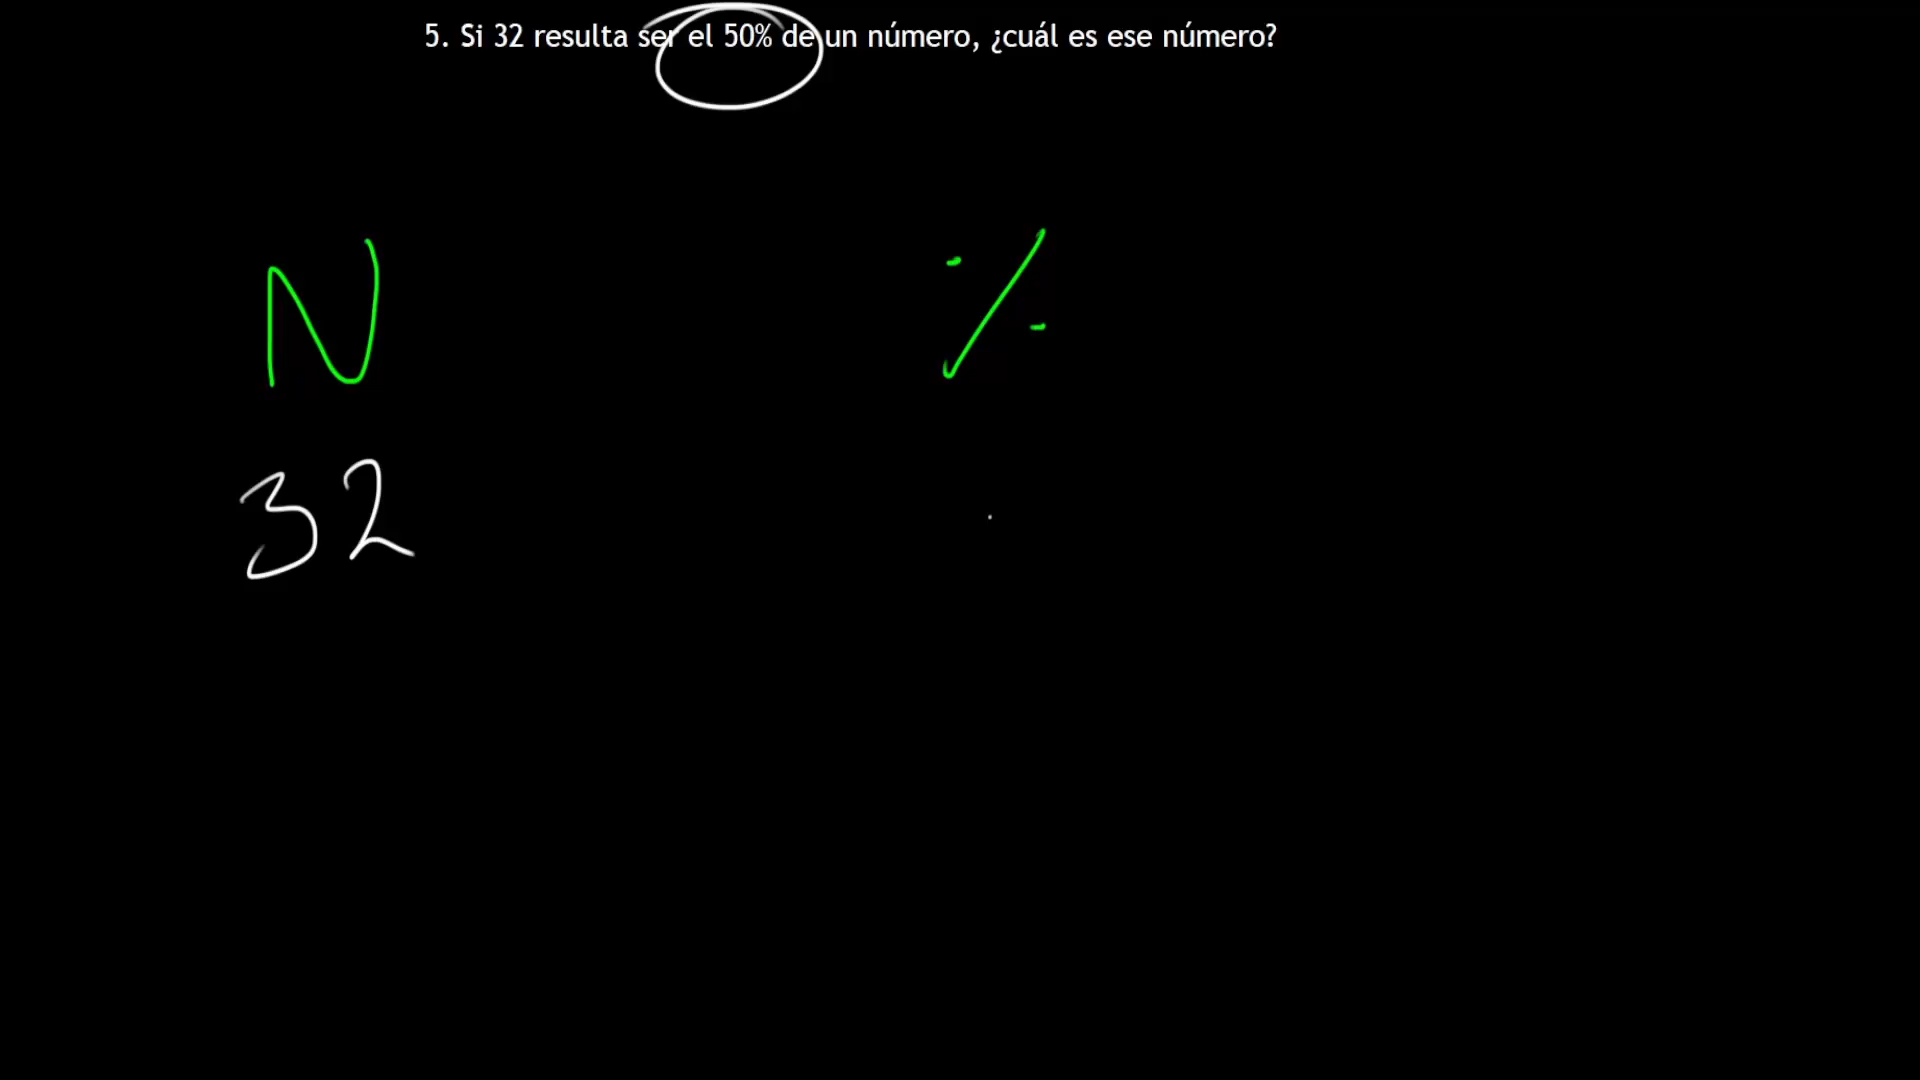 5. Si 32 resulta ser el 50% de un número, ¿cuál es ese número?
N %
32